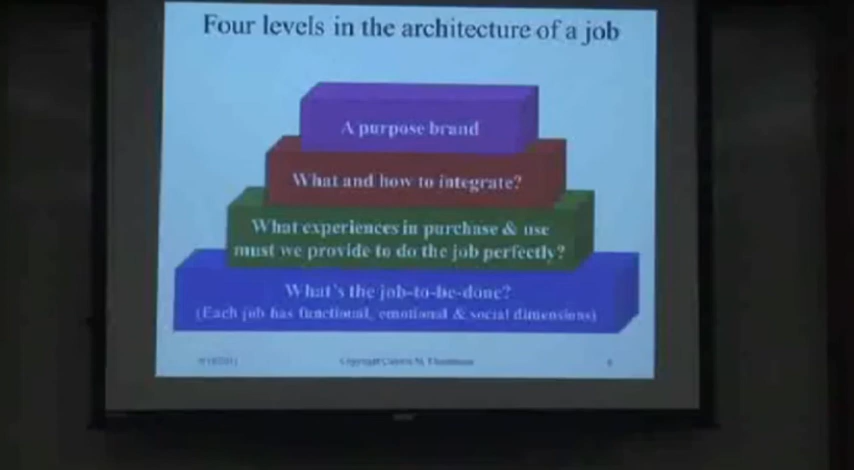 Four levels in the architecture of a job
A purpose brand
What and how to integrate?
What experiences in purchase & use
must we provide to do the job perfectly?
What's the job-to-be-done?
(Each job has functional, emotional & social dimensions)
Copyright